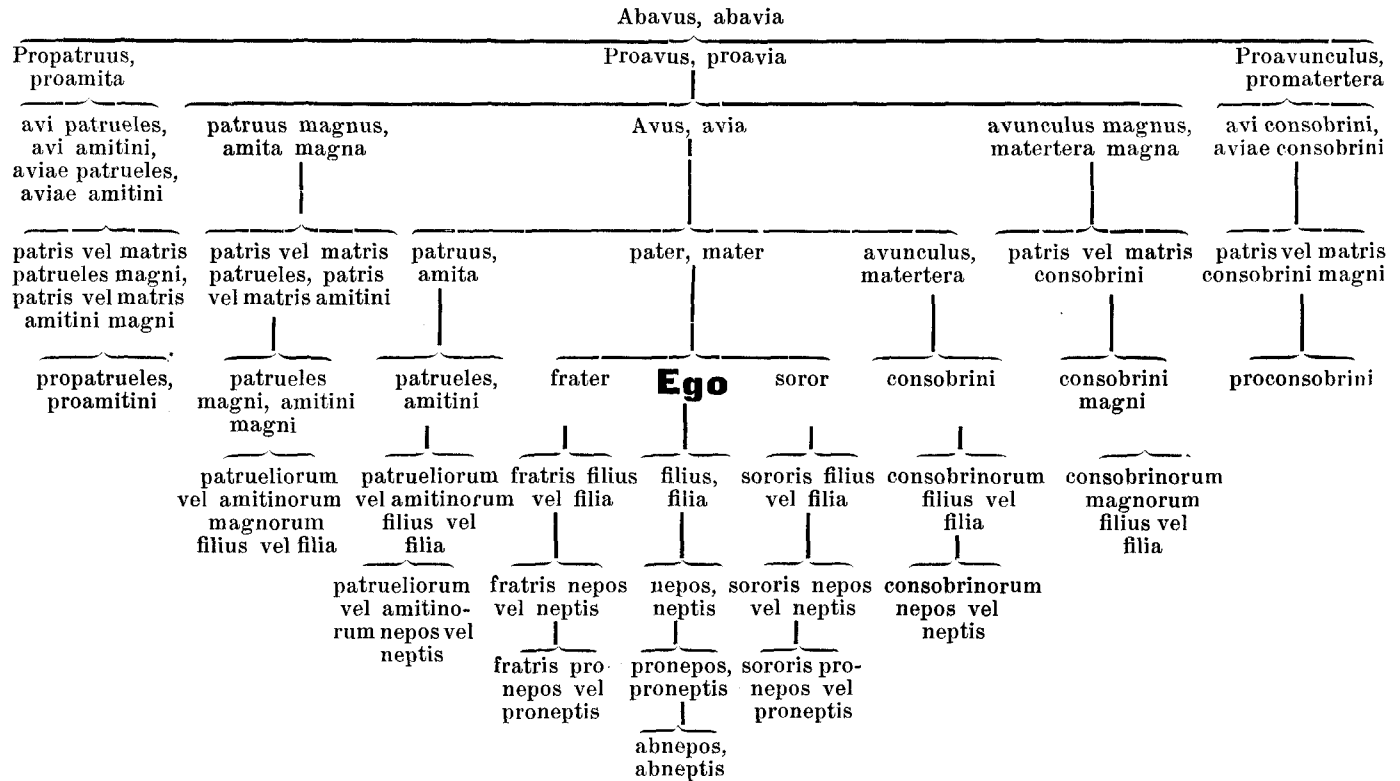 Abavus, abavia
Propatruus,
proamita
Proavus, proavia
Proavunculus,
promatertera
avi patrueles,
avi amitini,
aviae patrueles,
aviae amitini
patruus magnus,
amita magna
Avus, avia
avunculus magnus,
matertera magna
avi consobrini,
aviae consobrini
patris vel matris
patrueles magni,
patris vel matris
amitini magni
patris vel matris
patrueles, patris
vel matris amitini
patruus,
amita
pater, mater
avunculus,
matertera
patris vel matris
consobrini
patris vel matris
consobrini magni
propatrueles,
proamitini
patrueles
magni, amitini
magni
patrueles,
amitini
frater
Ego
soror
consobrini
consobrini
magni
proconsobrini
patrueliorum
vel amitinorum
magnorum
filius vel filia
patrueliorum
vel amitinorum
filius vel
filia
fratris filius
vel filia
filius,
filia
sororis filius
vel filia
consobrinorum
filius vel
filia
consobrinorum
magnorum
filius vel
filia
patrueliorum
vel amitino-
rum nepos vel
neptis
fratris nepos
vel neptis
nepos,
neptis
sororis nepos
vel neptis
consobrinorum
nepos vel
neptis
fratris pro-
nepos vel
proneptis
pronepos,
proneptis
sororis pro-
nepos vel
proneptis
abnepos,
abneptis